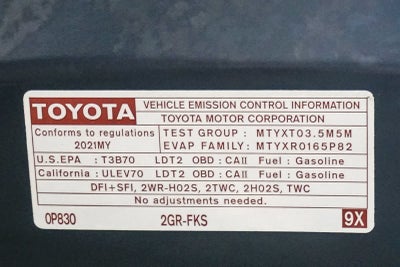 TOYOTA VEHICLE EMISSION CONTROL INFORMATION
TOYOTA MOTOR CORPORATION
Conforms to regulations TEST GROUP : MTYXT03.5M5M
2021MY EVAP FAMILY: MTYXR0165P82
U.S.EPA : T3B70 LDT2 OBD : CAII Fuel : Gasoline
California : ULEV70 LDT2 OBD : CAII Fuel : Gasoline
DFI+SFI, 2WR-HO2S, 2TWC, 2HO2S, TWC
No adjustments needed.
0P830 2GR-FKS 9X